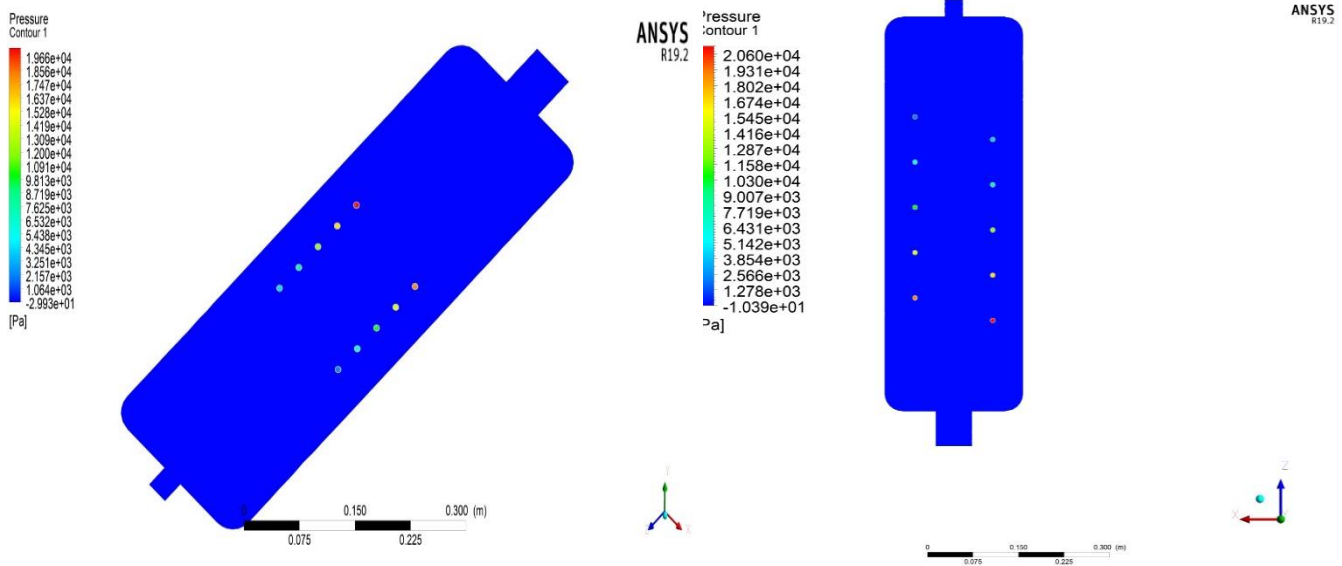 Pressure
Contour 1
1.966e+04
1.856e+04
1.747e+04
1.637e+04
1.528e+04
1.419e+04
1.309e+04
1.200e+04
1.091e+04
9.813e+03
8.719e+03
7.625e+03
6.532e+03
5.438e+03
4.345e+03
3.251e+03
2.157e+03
1.064e+03
-2.993e+01
[Pa]
ANSYS
R19.2
0 0.150 0.300 (m)
0.075 0.225
Y
X
Pressure
Contour 1
2.060e+04
1.931e+04
1.802e+04
1.674e+04
1.545e+04
1.416e+04
1.287e+04
1.158e+04
1.030e+04
9.007e+03
7.719e+03
6.431e+03
5.142e+03
3.854e+03
2.566e+03
1.278e+03
-1.039e+01
Pa]
ANSYS
R19.2
0 0.150 0.300 (m)
0.075 0.225
Z
X